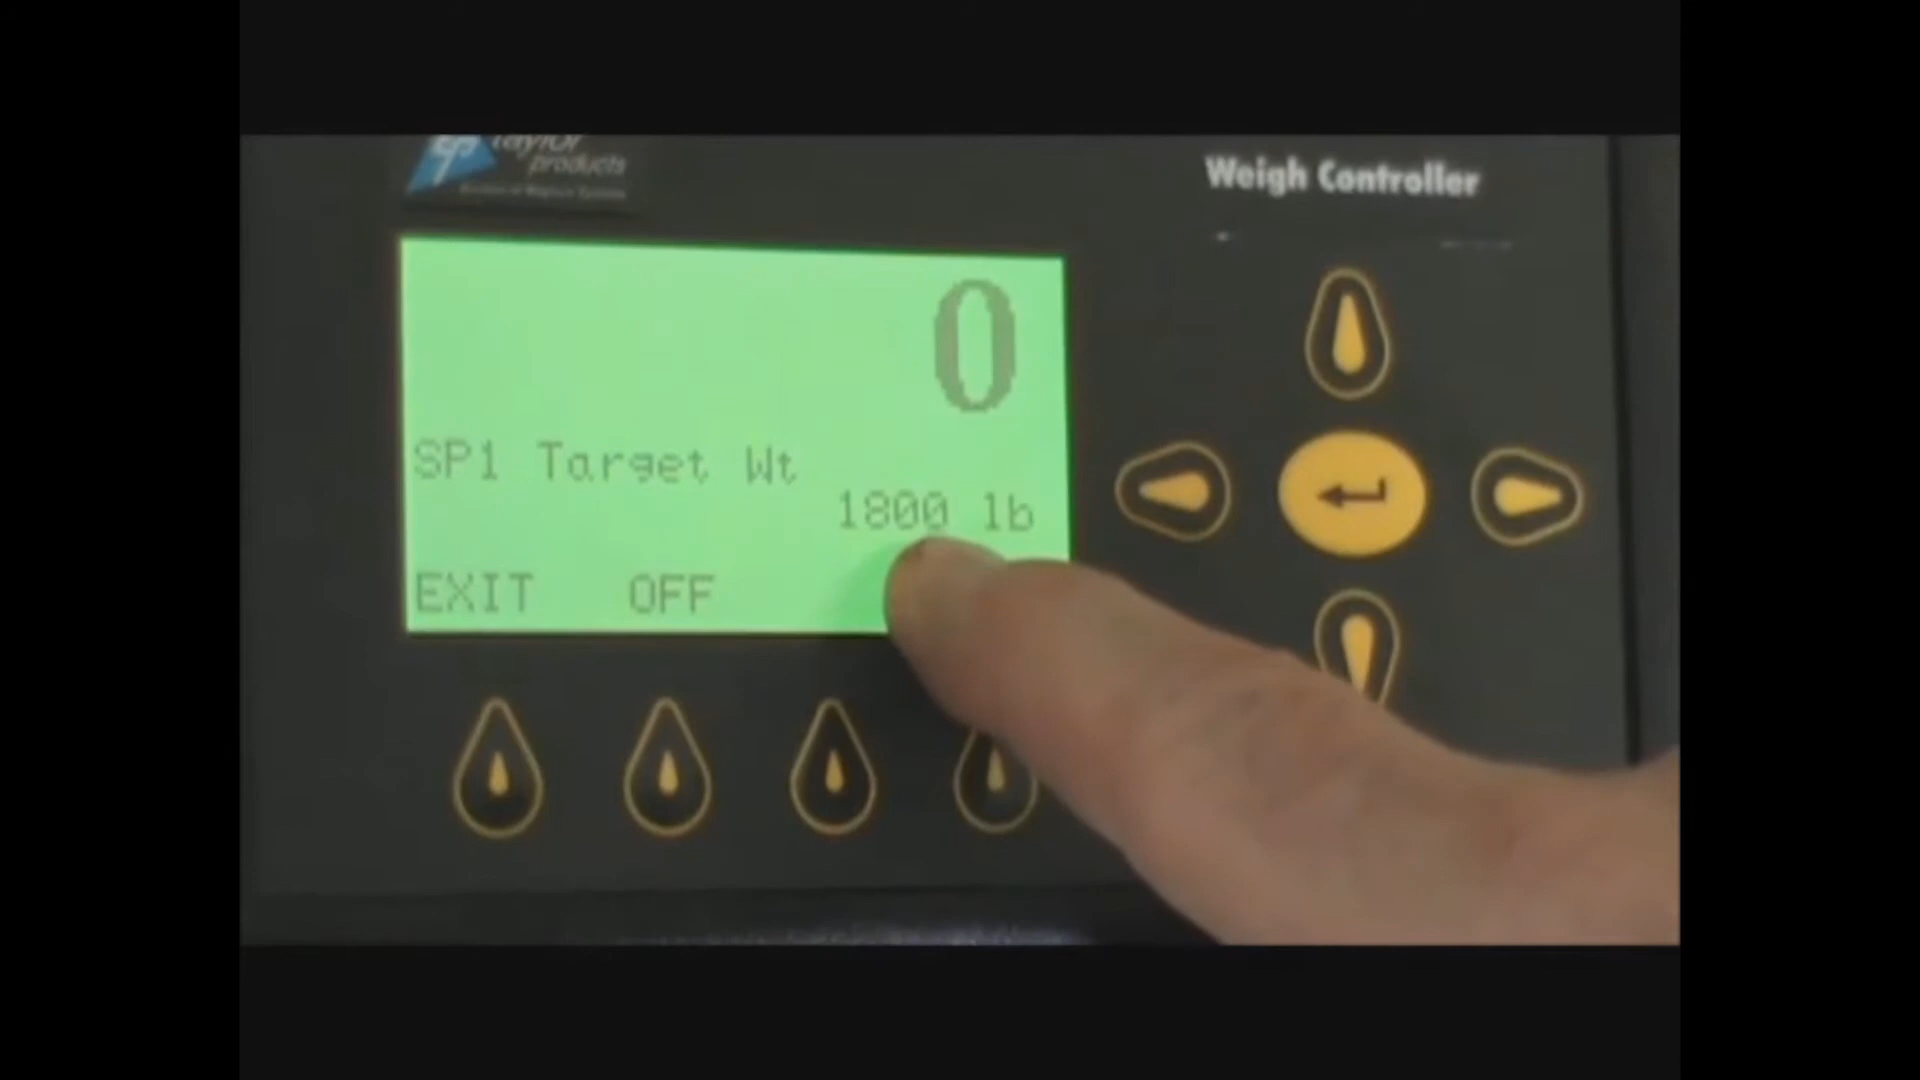 taylor
products
Weigh Controller
0
SP1 Target Wt
1800 lb
EXIT OFF